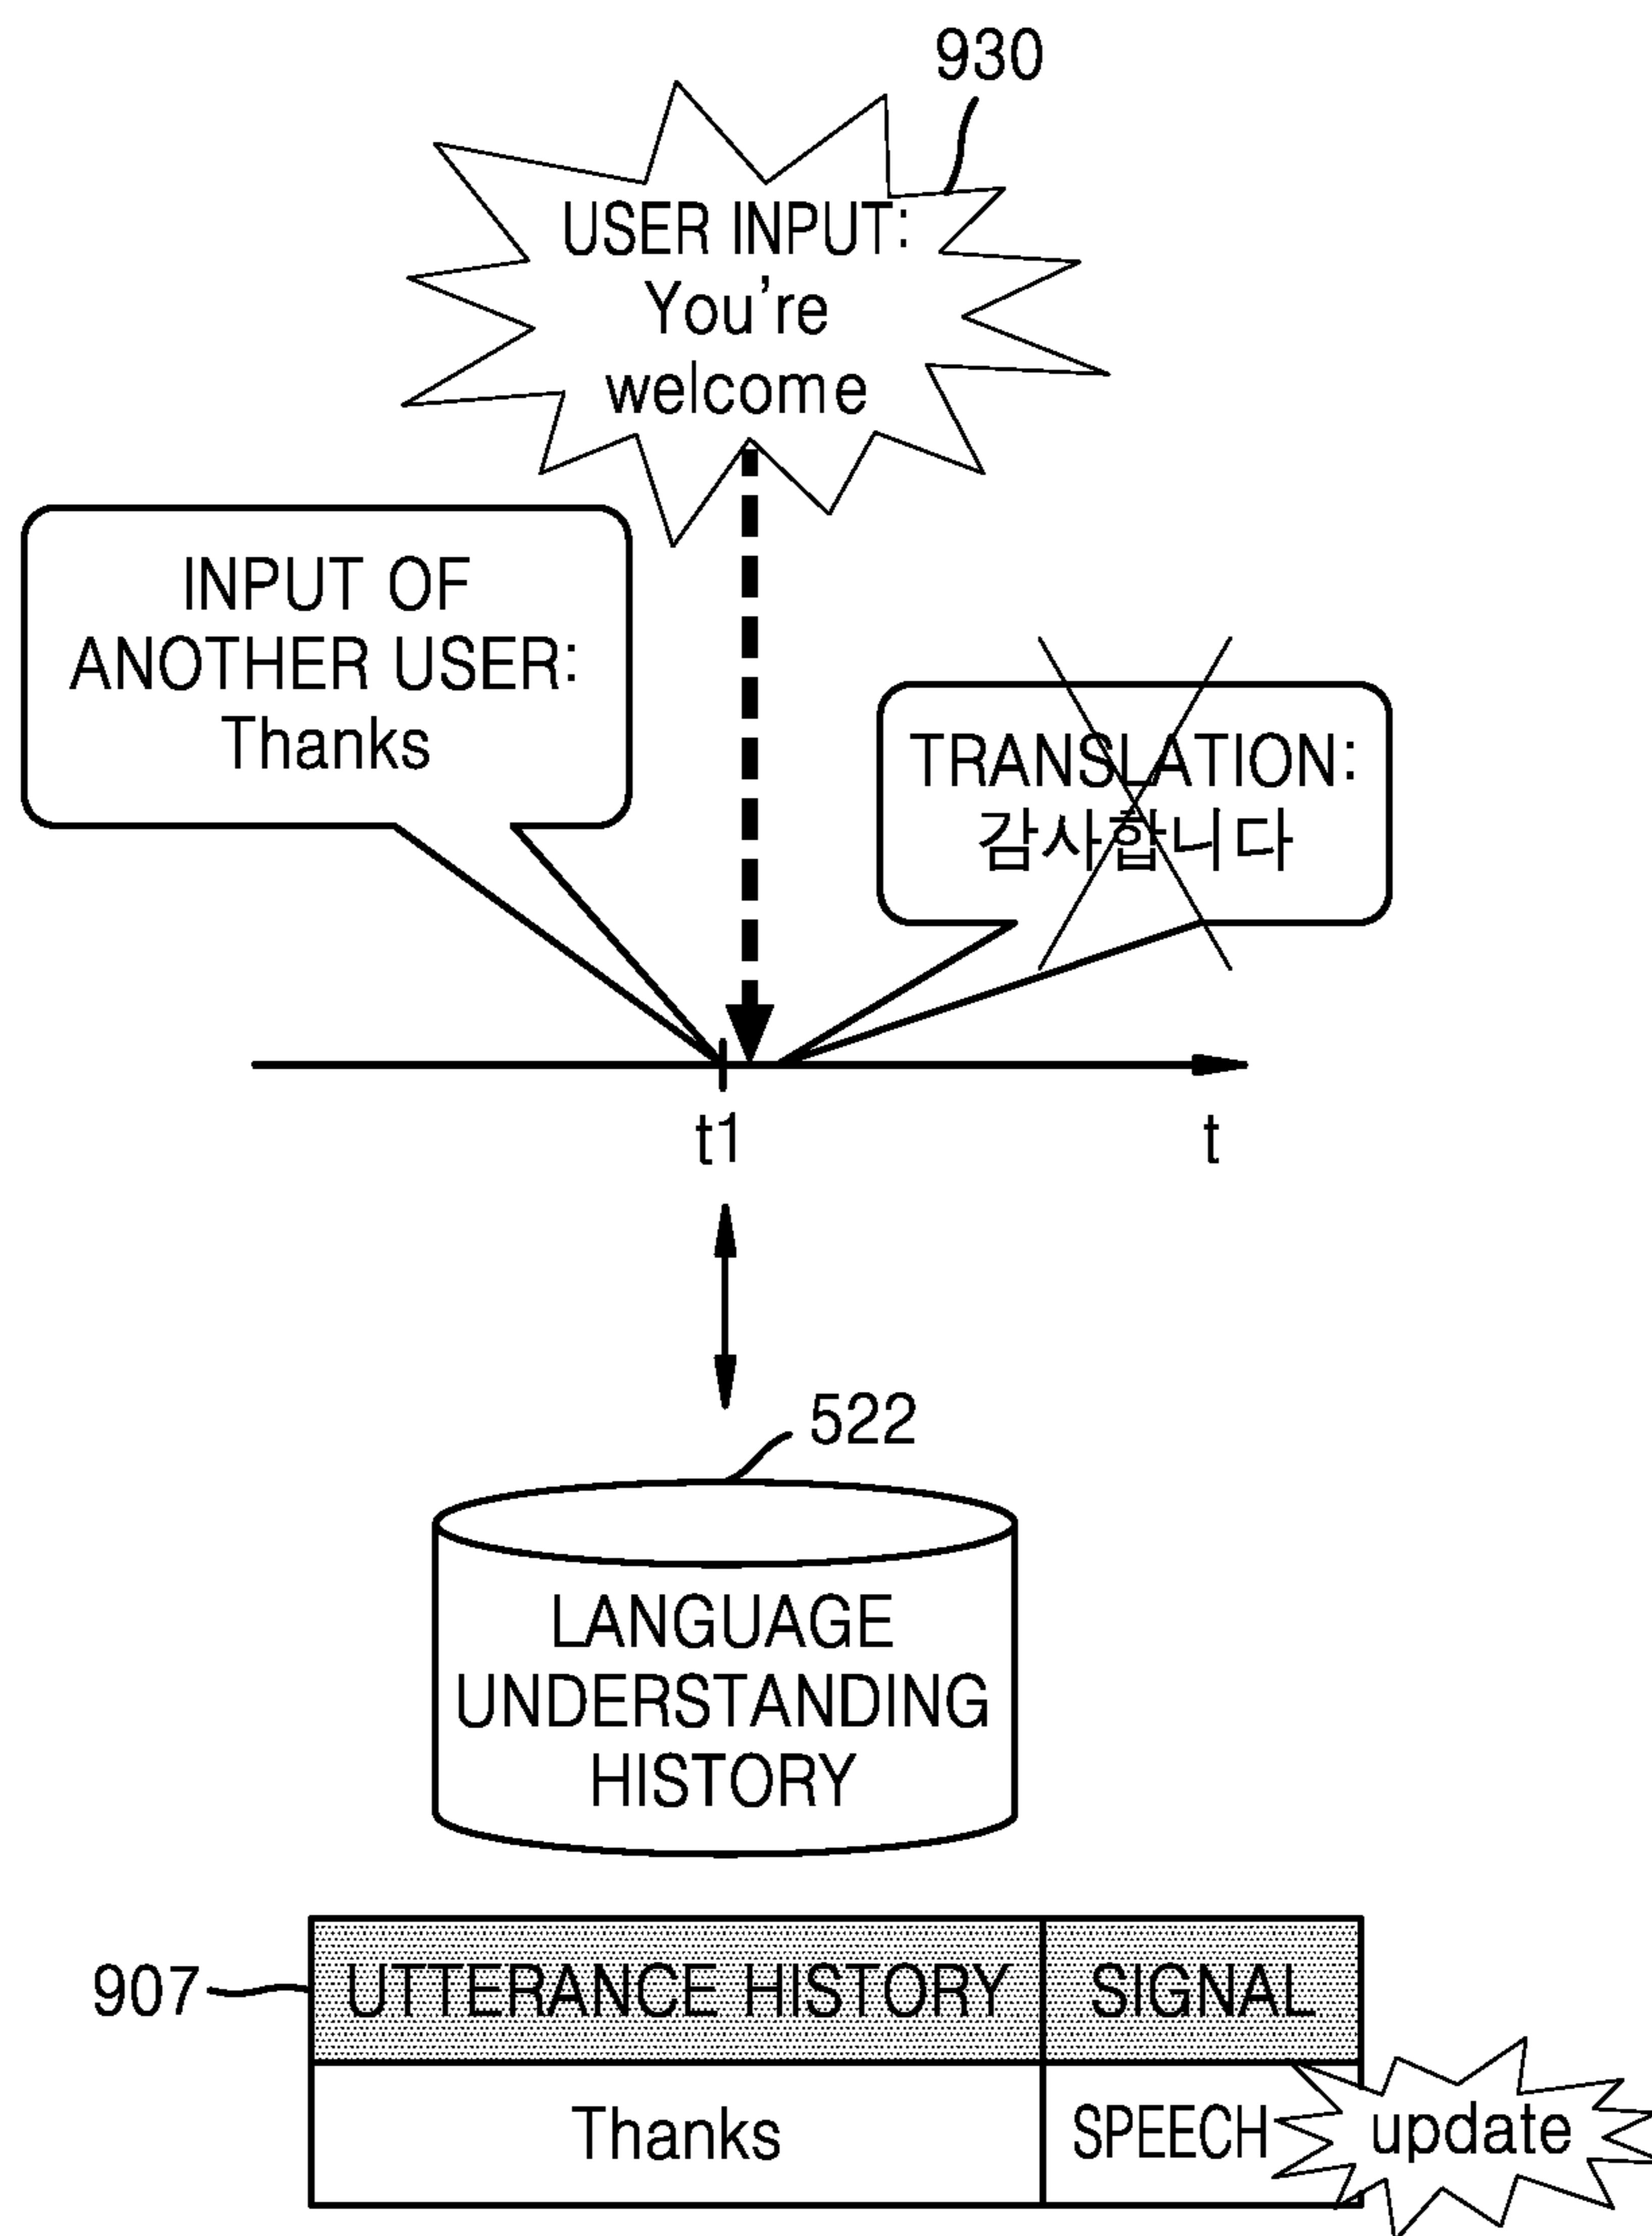 930
USER INPUT:
You're
welcome
INPUT OF
ANOTHER USER:
Thanks
TRANSLATION:
감사합니다
t1
t
522
LANGUAGE
UNDERSTANDING
HISTORY
907
UTTERANCE HISTORY
SIGNAL
Thanks
SPEECH
update